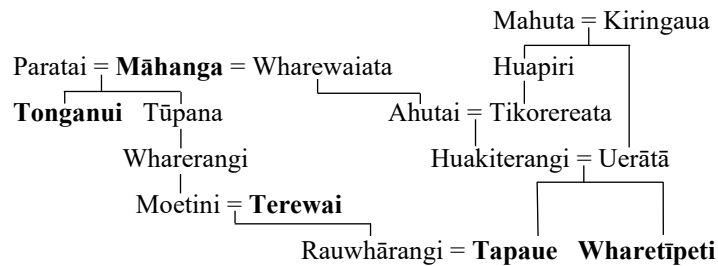 Mahuta = Kiringaua
Paratai = Māhanga = Wharewaiata Huapiri
Tonganui Tūpana Ahutai = Tikorereata
Wharerangi Huakiterangi = Uerātā
Moetini = Terewai
Rauwhārangi = Tapaue Wharetīpeti